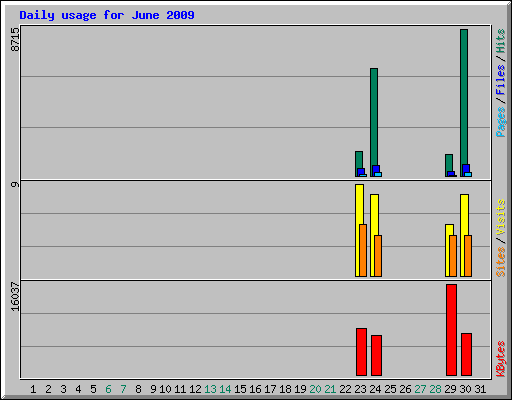 Daily usage for June 2009
8715
9
16037
Pages / Files / Hits
Sites / Visits
KBytes
1 2 3 4 5 6 7 8 9 10 11 12 13 14 15 16 17 18 19 20 21 22 23 24 25 26 27 28 29 30 31